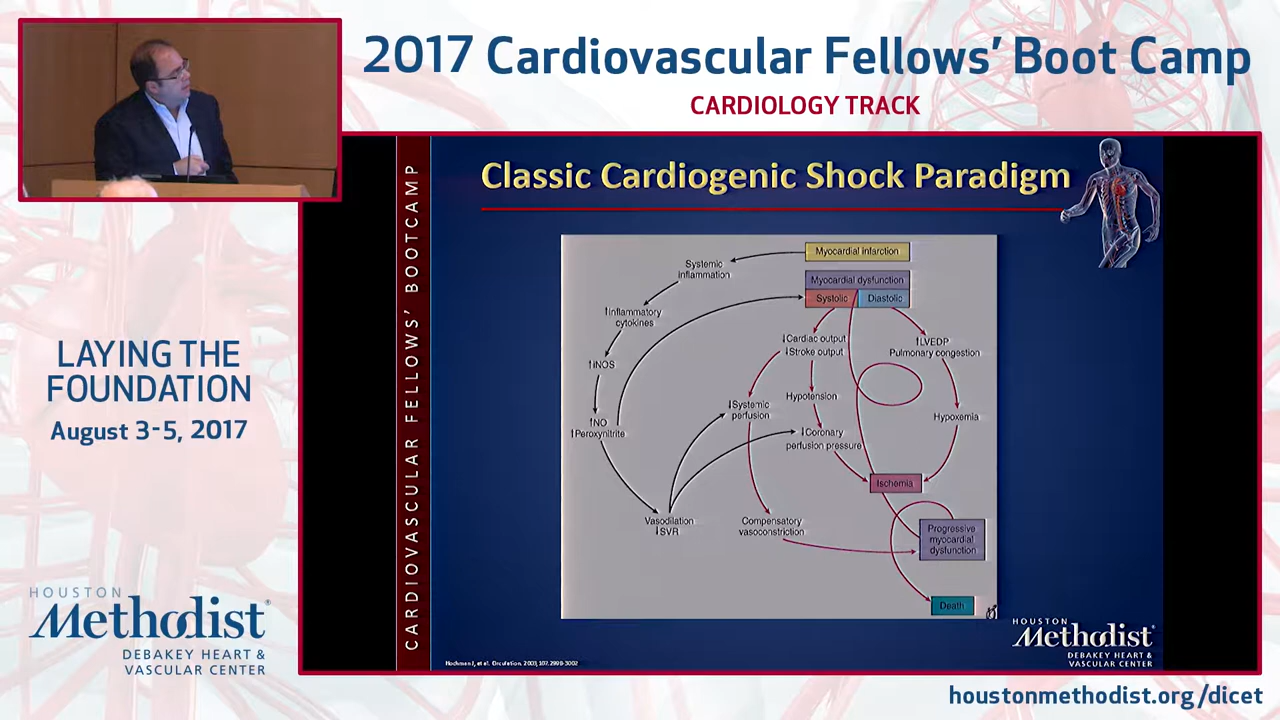 2017 Cardiovascular Fellows’ Boot Camp
CARDIOLOGY TRACK
LAYING THE
FOUNDATION
August 3-5, 2017
HOUSTON
Methodist®
DEBAKEY HEART &
VASCULAR CENTER
CARDIOVASCULAR FELLOWS’ BOOTCAMP
Classic Cardiogenic Shock Paradigm
Myocardial infarction
Systemic
inflammation
Myocardial dysfunction
Systolic
Diastolic
↑Inflammatory
cytokines
↓Cardiac output
↓Stroke output
↑LVEDP
Pulmonary congestion
↑iNOS
Hypotension
↓Systemic
perfusion
Hypoxemia
↑NO
↑Peroxynitrite
↓Coronary
perfusion pressure
Ischemia
Vasodilation
↓SVR
Compensatory
vasoconstriction
Progressive
myocardial
dysfunction
Death
HOUSTON
Methodist
DEBAKEY HEART &
VASCULAR CENTER
Hochman J, et al. Circulation. 2003;107:2998-3002
houstonmethodist.org/dicet